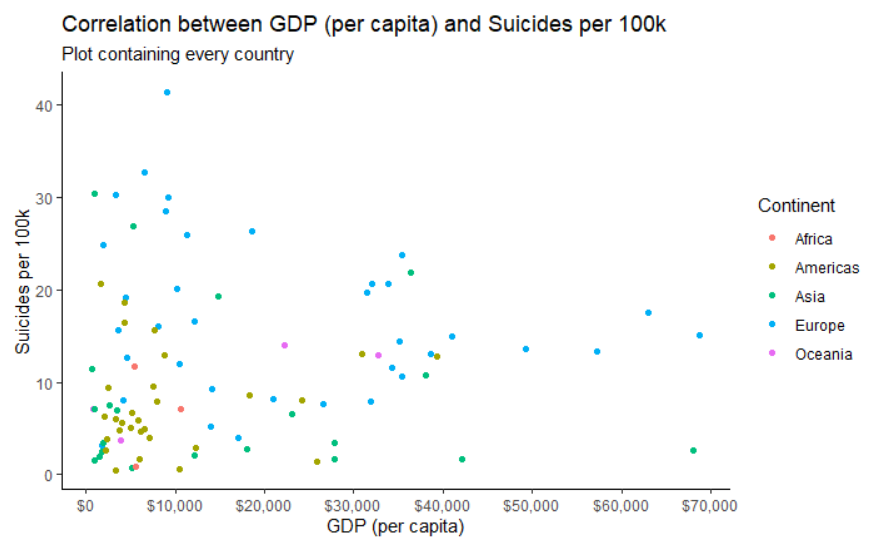 Correlation between GDP (per capita) and Suicides per 100k
Plot containing every country
Suicides per 100k
40
30
20
10
0
$0 $10,000 $20,000 $30,000 $40,000 $50,000 $60,000 $70,000
GDP (per capita)
Continent
Africa
Americas
Asia
Europe
Oceania